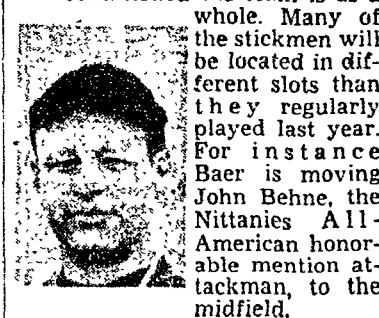 whole. Many of
the stickmen will
be located in dif-
ferent slots than
they regularly
played last year.
For instance
Baer is moving
John Behne, the
Nittanies All-
American honor-
able mention at-
tackman, to the
midfield.